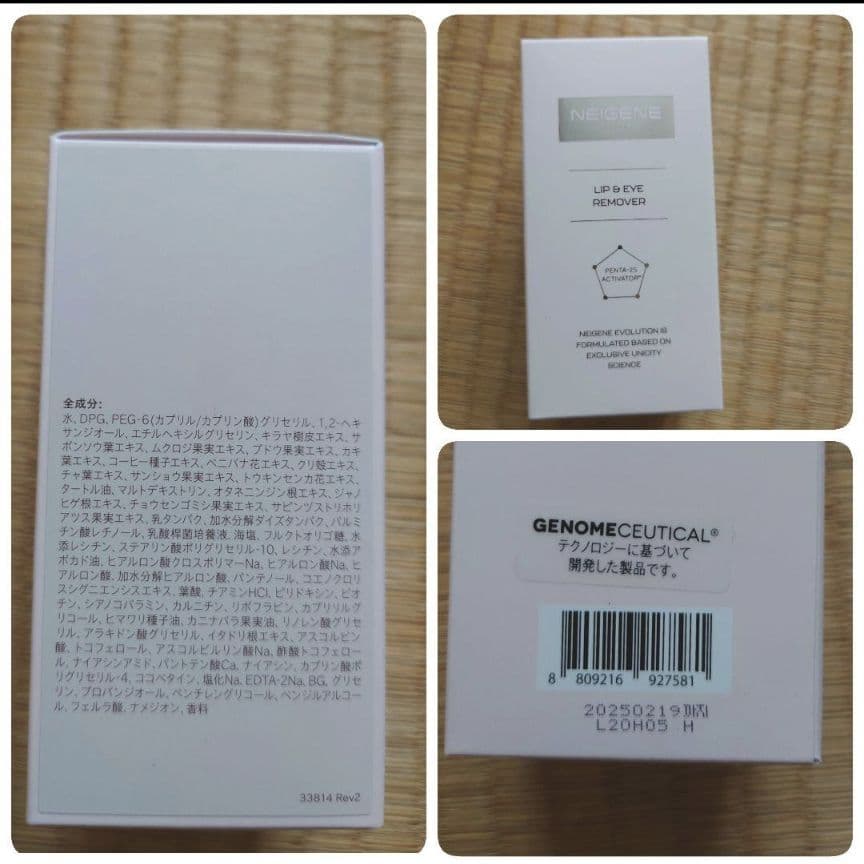 全成分:
水、DPG、PEG-6(カプリル/カプリン酸)グリセリル、1,2-ヘキ
サンジオール、エチルヘキシルグリセリン、キラヤ樹皮エキス、サ
ボンソウ葉エキス、ムクロジ果実エキス、ブドウ果実エキス、カキ
葉エキス、コーヒー種子エキス、ベニバナ花エキス、クリ殻エキス、
チャ葉エキス、サンショウ果実エキス、トウキンセンカ花エキス、
タートル油、マルトデキストリン、オタネニンジン根エキス、ジャノ
ヒゲ根エキス、チョウセンゴミシ果実エキス、サピンヅストリホリ
アツス果実エキス、乳タンパク、加水分解ダイズタンパク、パルミ
チン酸レチノール、乳酸桿菌培養液、海塩、フルクトオリゴ糖、水
添レシチン、ステアリン酸ポリグリセリル-10、レシチン、水添ア
ボカド油、ヒアルロン酸クロスポリマーNa、ヒアルロン酸Na、ヒ
アルロン酸、加水分解ヒアルロン酸、パンテノール、コエノクロリ
スシグニエンシスエキス、葉酸、チアミンHCl、ピリドキシン、ビオ
チン、シアノコバラミン、カルニチン、リボフラビン、カプリリルグ
リコール、ヒマワリ種子油、カニナバラ果実油、リノレン酸グリセ
リル、アラキドン酸グリセリル、イタドリ根エキス、アスコルビン
酸、トコフェロール、アスコルビルリン酸Na、酢酸トコフェロー
ル、ナイアシンアミド、パントテン酸Ca、ナイアシン、カプリン酸ポ
リグリセリル-4、ココベタイン、塩化Na、EDTA-2Na、BG、グリセ
リン、プロパンジオール、ペンチレングリコール、ベンジルアルコー
ル、フェルラ酸、ナメジオン、香料
33814 Rev2
NEIGENE
LIP & EYE
REMOVER
PENTA-2S
ACTIVATOR™
NEIGENE EVOLUTION IS
FORMULATED BASED ON
EXCLUSIVE UNICITY
SCIENCE
GENOMECEUTICAL®
テクノロジーに基づいて
開発した製品です。
8 809216 927581
20250219까지
L20H05 H